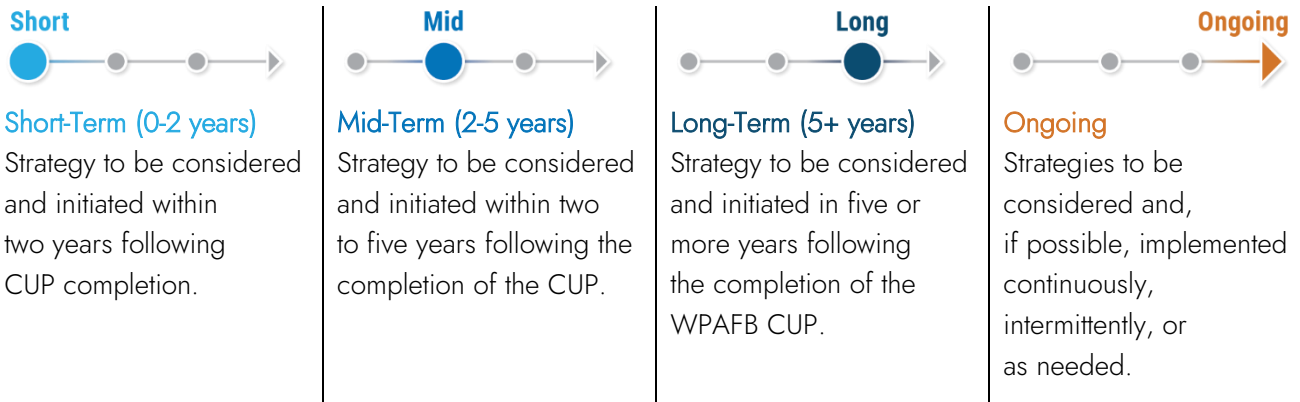 Short
Short-Term (0-2 years)
Strategy to be considered
and initiated within
two years following
CUP completion.
Mid
Mid-Term (2-5 years)
Strategy to be considered
and initiated within two
to five years following the
completion of the CUP.
Long
Long-Term (5+ years)
Strategy to be considered
and initiated in five or
more years following
the completion of the
WPAFB CUP.
Ongoing
Ongoing
Strategies to be
considered and,
if possible, implemented
continuously,
intermittently, or
as needed.